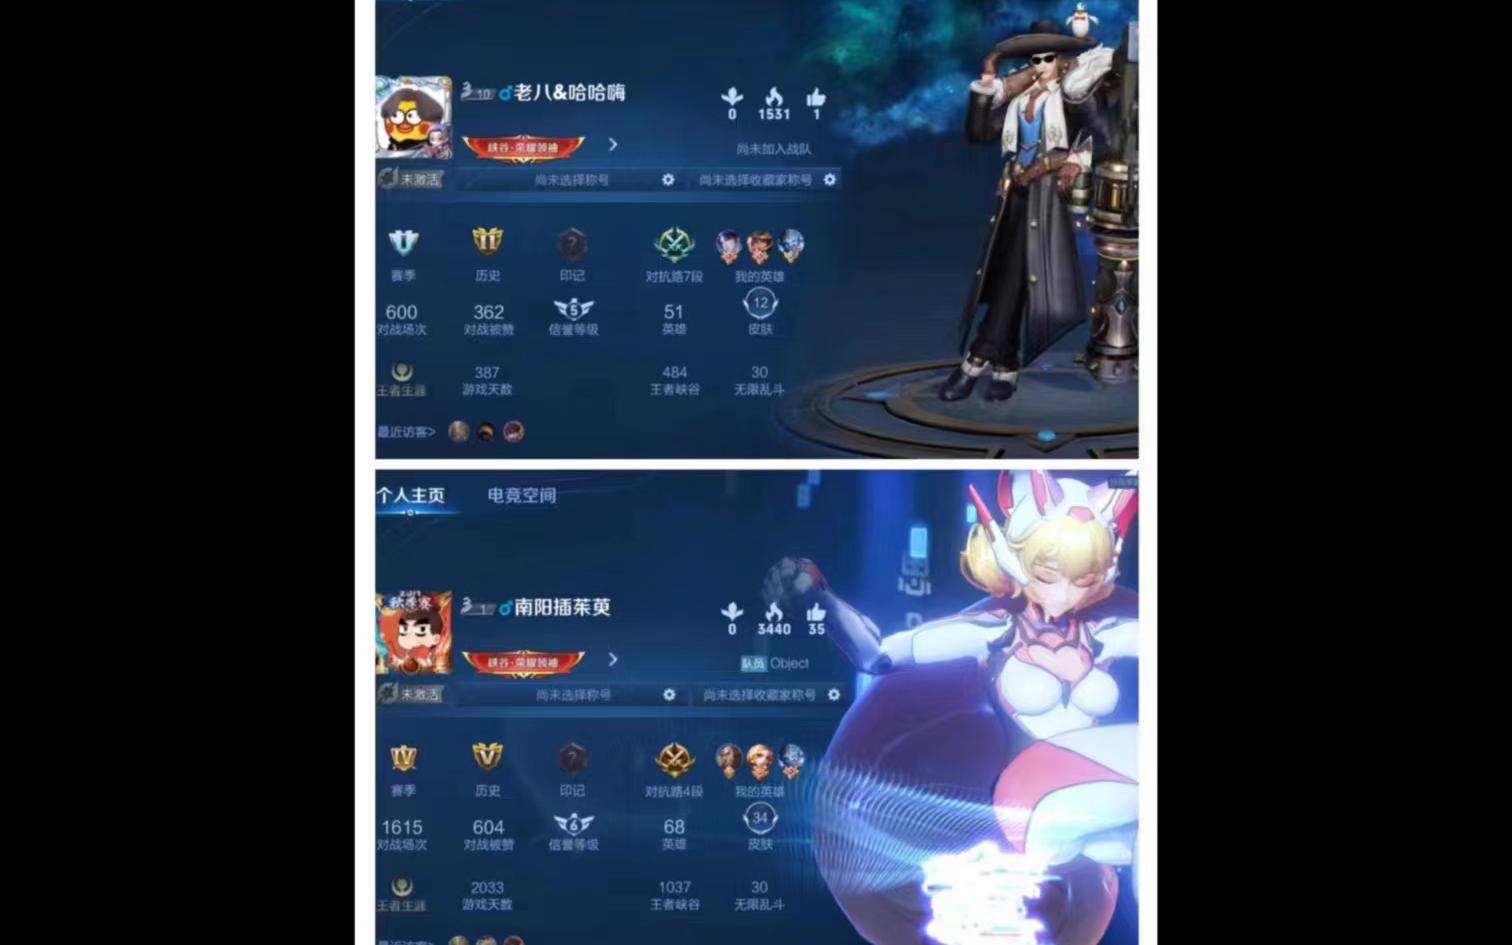 10 老八&哈哈嗨
0 1531 1
峡谷·荣耀领袖
尚未加入战队
未激活 尚未选择称号 尚未选择收藏家称号
赛季 历史 印记 对抗路7段 我的英雄
600 362 5 51 12
对战场次 对战被赞 信誉等级 英雄 皮肤
387 484 30
王者生涯 游戏天数 王者峡谷 无限乱斗
最近访客>
个人主页 电竞空间
1 南阳插茱萸
0 3440 35
峡谷·荣耀领袖
队员 Object
未激活 尚未选择称号 尚未选择收藏家称号
赛季 历史 印记 对抗路4段 我的英雄
1615 604 6 68 34
对战场次 对战被赞 信誉等级 英雄 皮肤
2033 1037 30
王者生涯 游戏天数 王者峡谷 无限乱斗